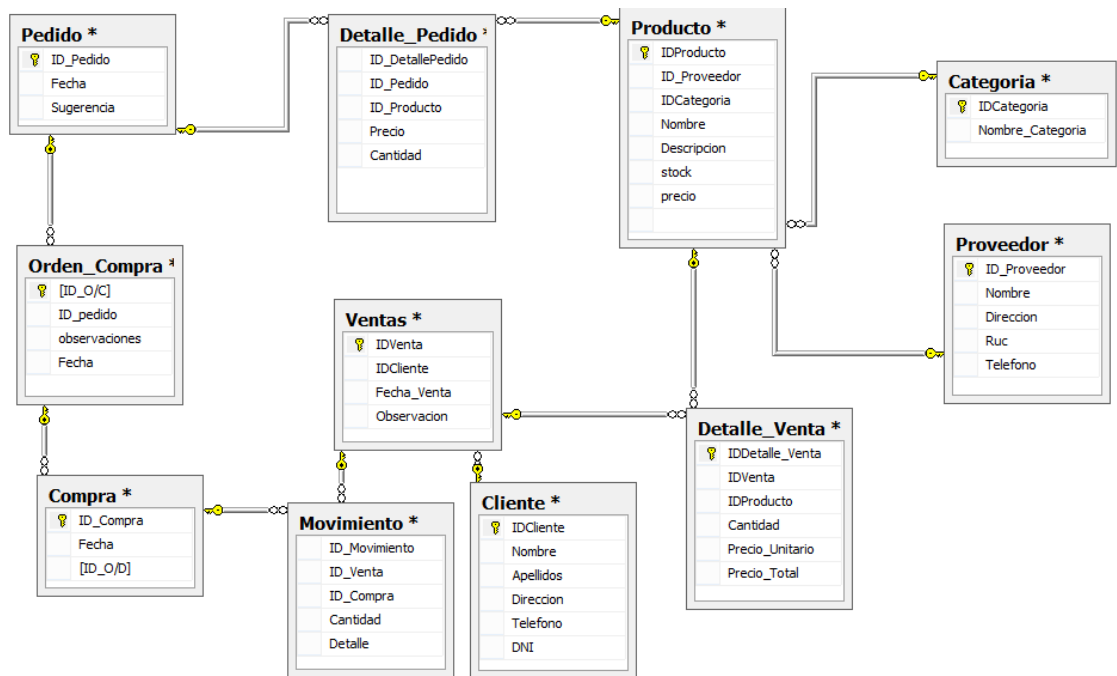 Pedido *
ID_Pedido
Fecha
Sugerencia
Detalle_Pedido *
ID_DetallePedido
ID_Pedido
ID_Producto
Precio
Cantidad
Producto *
IDProducto
ID_Proveedor
IDCategoria
Nombre
Descripcion
stock
precio
Categoria *
IDCategoria
Nombre_Categoria
Proveedor *
ID_Proveedor
Nombre
Direccion
Ruc
Telefono
Orden_Compra *
[ID_O/C]
ID_pedido
observaciones
Fecha
Ventas *
IDVenta
IDCliente
Fecha_Venta
Observacion
Detalle_Venta *
IDDetalle_Venta
IDVenta
IDProducto
Cantidad
Precio_Unitario
Precio_Total
Compra *
ID_Compra
Fecha
[ID_O/D]
Movimiento *
ID_Movimiento
ID_Venta
ID_Compra
Cantidad
Detalle
Cliente *
IDCliente
Nombre
Apellidos
Direccion
Telefono
DNI